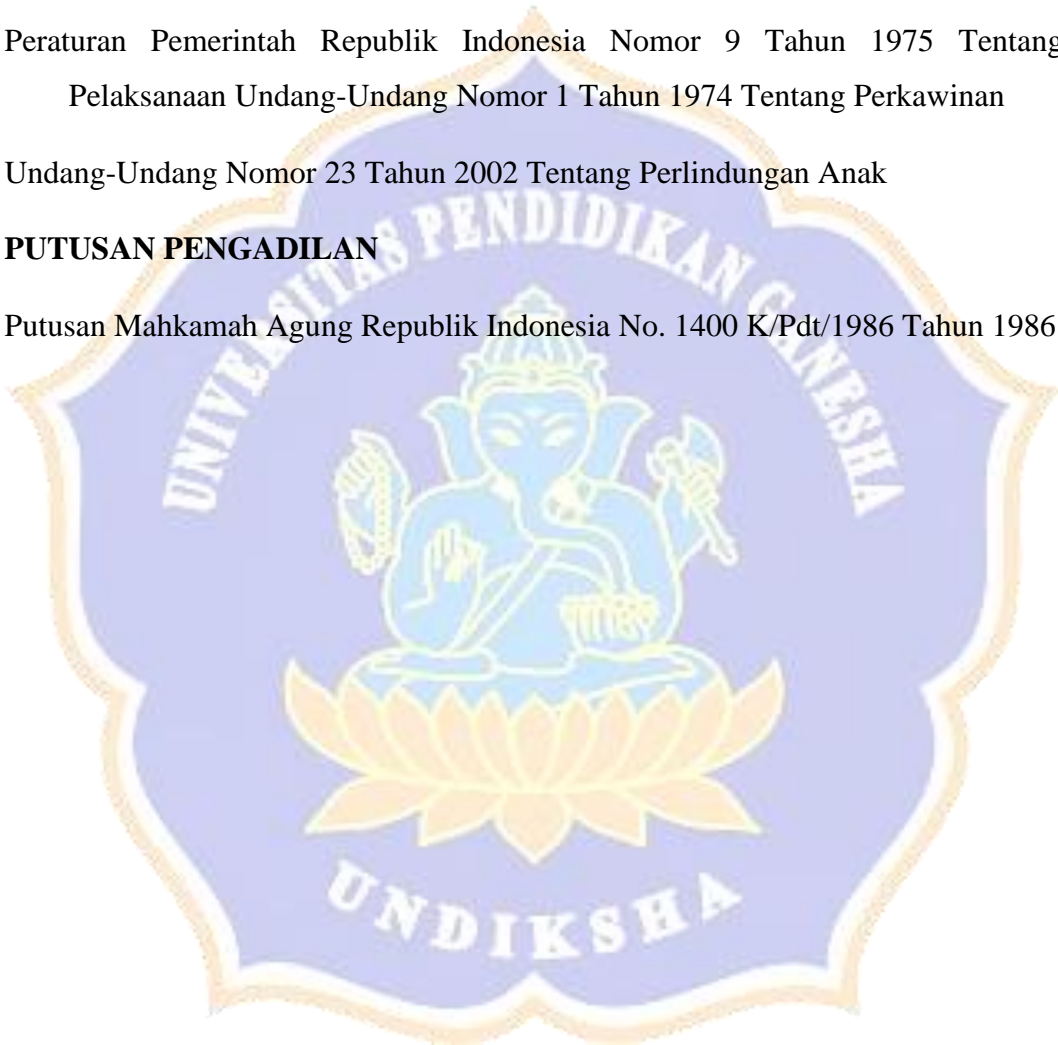 Peraturan Pemerintah Republik Indonesia Nomor 9 Tahun 1975 Tentang
Pelaksanaan Undang-Undang Nomor 1 Tahun 1974 Tentang Perkawinan
Undang-Undang Nomor 23 Tahun 2002 Tentang Perlindungan Anak
PUTUSAN PENGADILAN
Putusan Mahkamah Agung Republik Indonesia No. 1400 K/Pdt/1986 Tahun 1986
UNIVERSITAS PENDIDIKAN GANESHA
UNDIKSHA